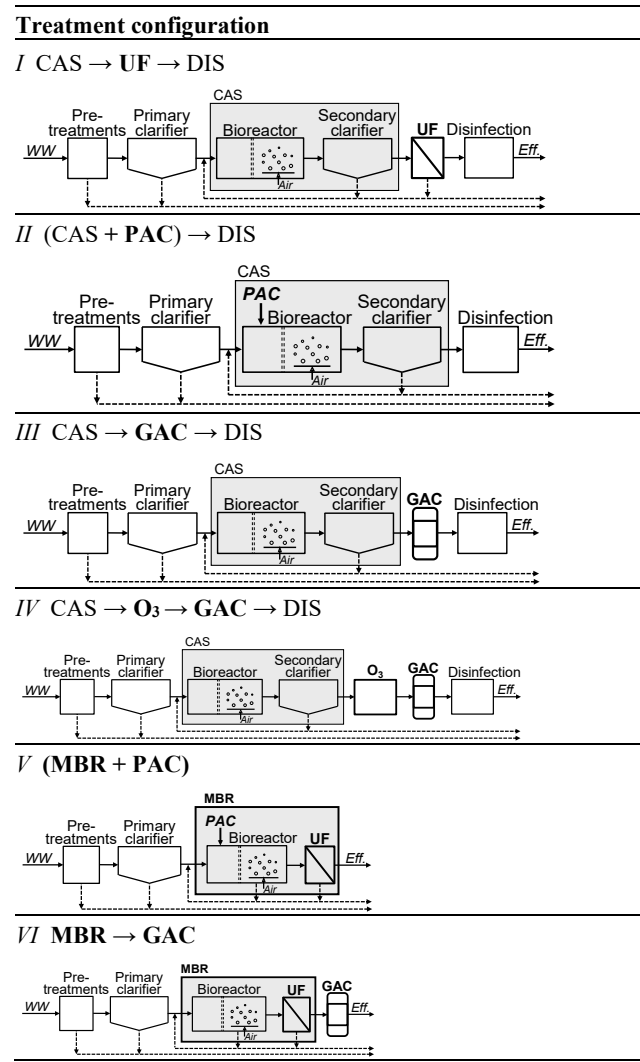 Treatment configuration
I CAS → UF → DIS
CAS
Pre-
treatments
Primary
clarifier
Bioreactor
Secondary
clarifier
UF
Disinfection
WW
Eff.
Air
II (CAS + PAC) → DIS
CAS
PAC
Pre-
treatments
Primary
clarifier
Bioreactor
Secondary
clarifier
Disinfection
WW
Eff.
Air
III CAS → GAC → DIS
CAS
Pre-
treatments
Primary
clarifier
Bioreactor
Secondary
clarifier
GAC
Disinfection
WW
Eff.
Air
IV CAS → O₃ → GAC → DIS
CAS
Pre-
treatments
Primary
clarifier
Bioreactor
Secondary
clarifier
O₃
GAC
Disinfection
WW
Eff.
Air
V (MBR + PAC)
MBR
PAC
Pre-
treatments
Primary
clarifier
Bioreactor
UF
WW
Eff.
Air
VI MBR → GAC
MBR
Pre-
treatments
Primary
clarifier
Bioreactor
UF
GAC
WW
Eff.
Air